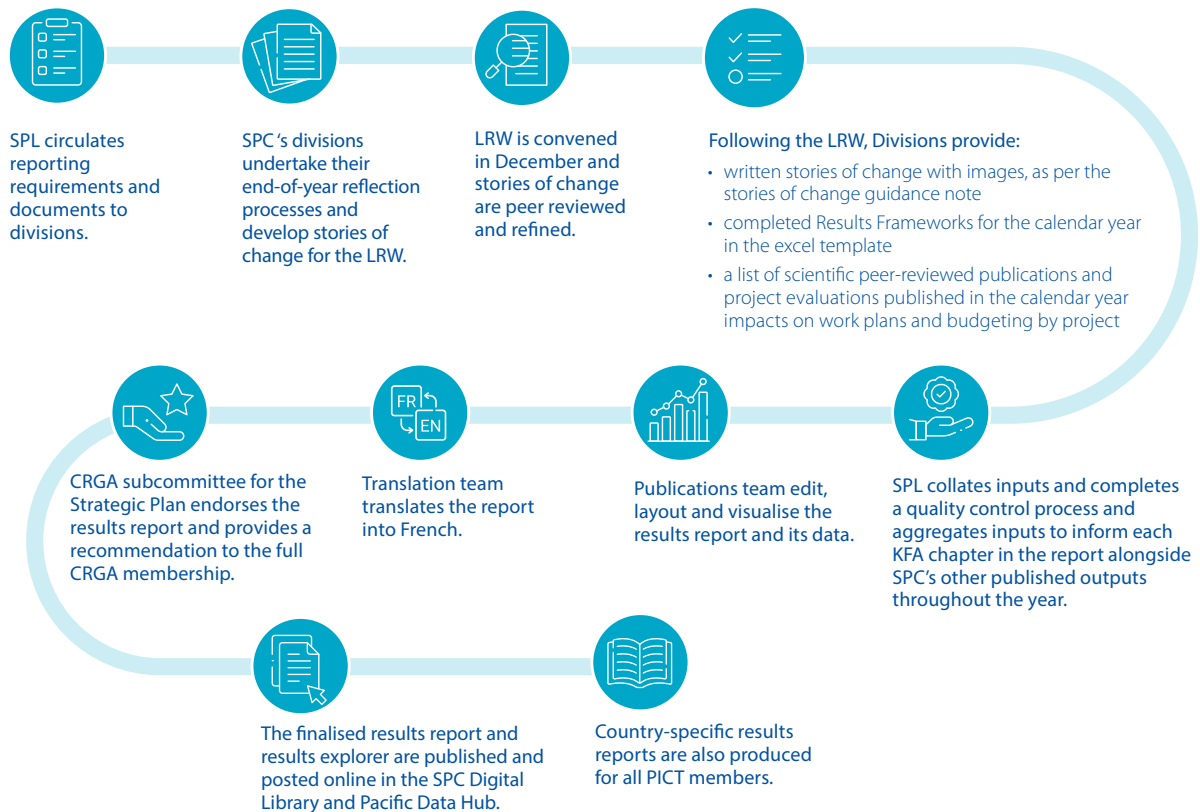 SPL circulates
reporting
requirements and
documents to
divisions.
SPC's divisions
undertake their
end-of-year reflection
processes and
develop stories of
change for the LRW.
LRW is convened
in December and
stories of change
are peer reviewed
and refined.
Following the LRW, Divisions provide:
• written stories of change with images, as per the
stories of change guidance note
• completed Results Frameworks for the calendar year
in the excel template
• a list of scientific peer-reviewed publications and
project evaluations published in the calendar year
impacts on work plans and budgeting by project
SPL collates inputs and completes
a quality control process and
aggregates inputs to inform each
KFA chapter in the report alongside
SPC's other published outputs
throughout the year.
Publications team edit,
layout and visualise the
results report and its data.
FR
EN
Translation team
translates the report
into French.
CRGA subcommittee for the
Strategic Plan endorses the
results report and provides a
recommendation to the full
CRGA membership.
The finalised results report and
results explorer are published and
posted online in the SPC Digital
Library and Pacific Data Hub.
Country-specific results
reports are also produced
for all PICT members.